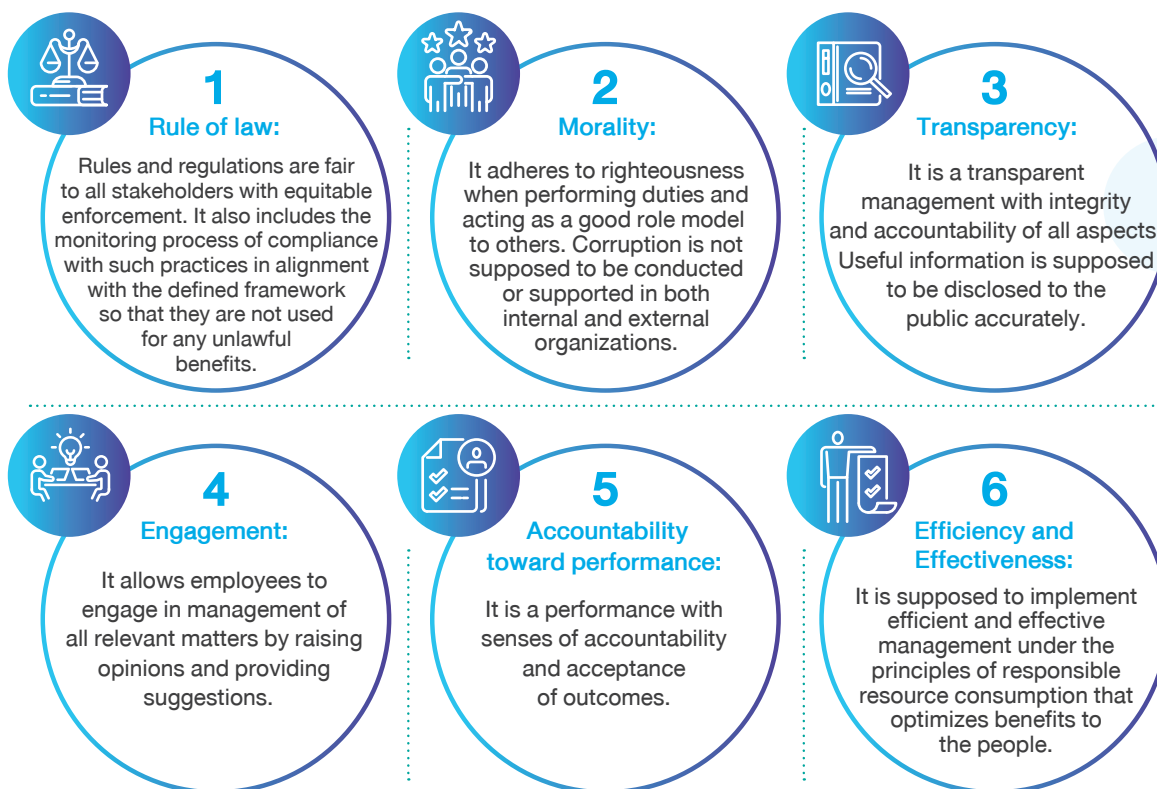 1
Rule of law:
Rules and regulations are fair
to all stakeholders with equitable
enforcement. It also includes the
monitoring process of compliance
with such practices in alignment
with the defined framework
so that they are not used
for any unlawful
benefits.
2
Morality:
It adheres to righteousness
when performing duties and
acting as a good role model
to others. Corruption is not
supposed to be conducted
or supported in both
internal and external
organizations.
3
Transparency:
It is a transparent
management with integrity
and accountability of all aspects
Useful information is supposed
to be disclosed to the
public accurately.
4
Engagement:
It allows employees to
engage in management of
all relevant matters by raising
opinions and providing
suggestions.
5
Accountability
toward performance:
It is a performance with
senses of accountability
and acceptance
of outcomes.
6
Efficiency and
Effectiveness:
It is supposed to implement
efficient and effective
management under the
principles of responsible
resource consumption that
optimizes benefits to
the people.